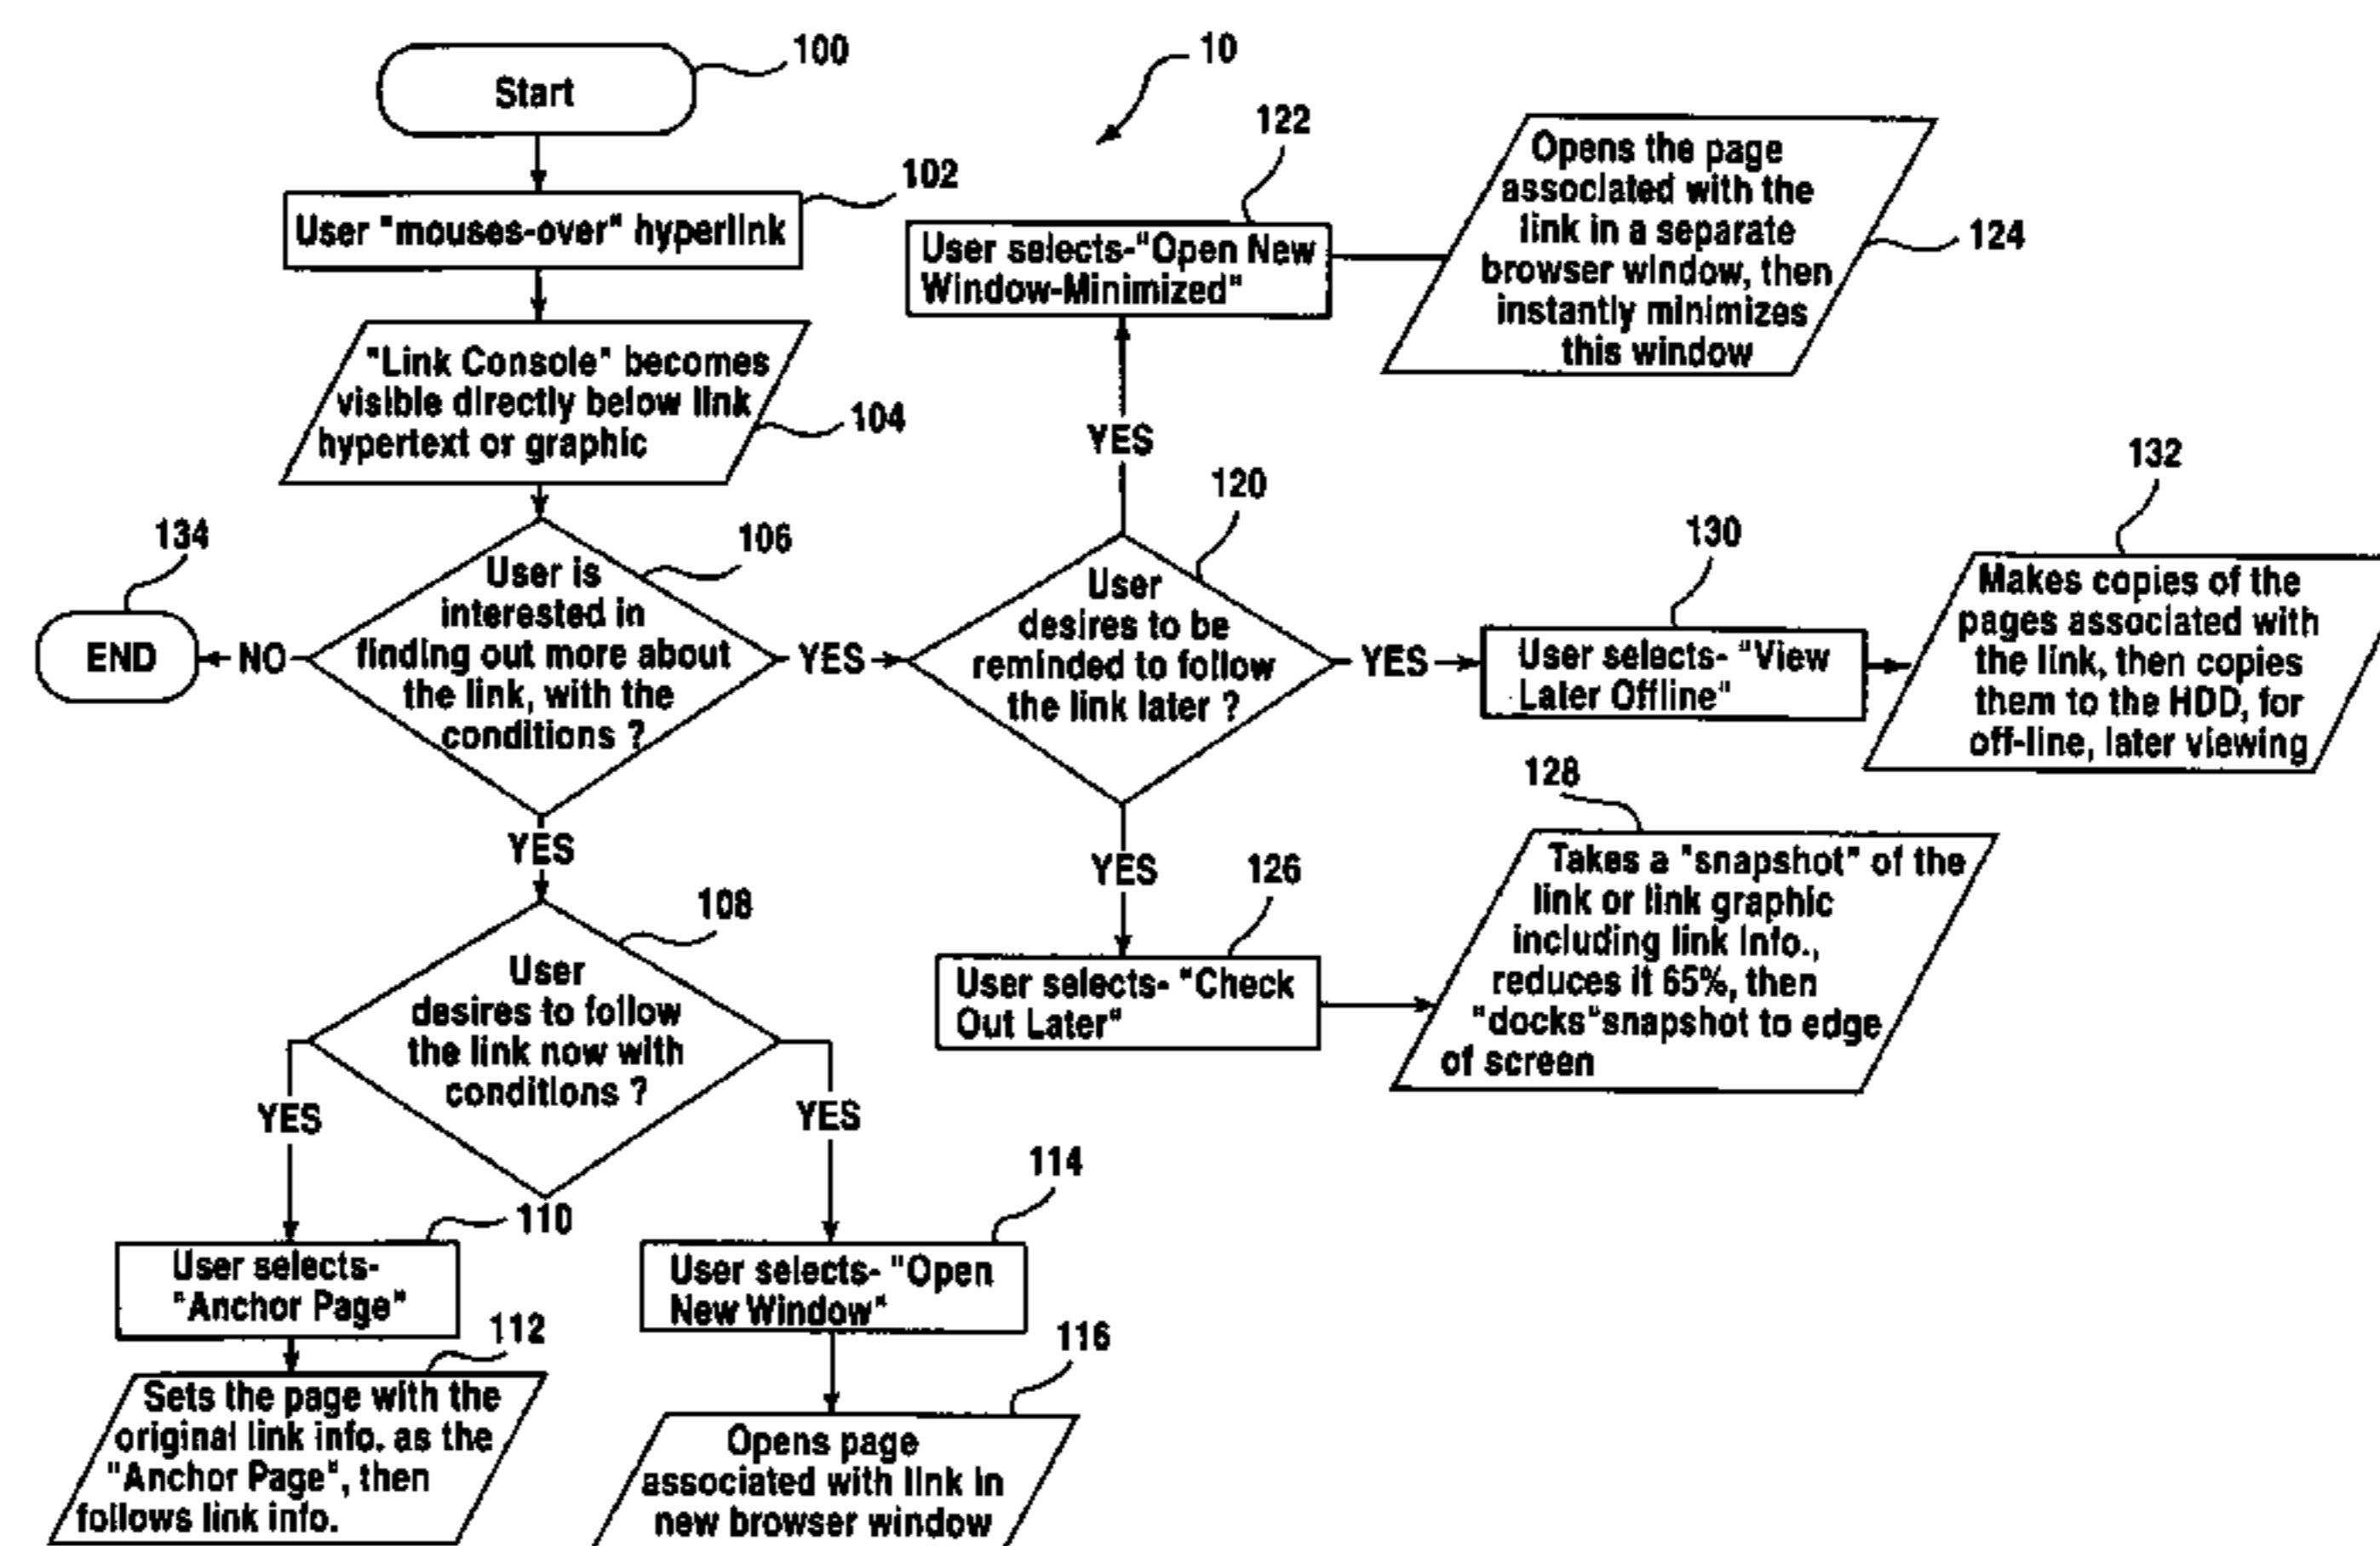 100
Start
10
102
User "mouses-over" hyperlink
"Link Console" becomes
visible directly below link
hypertext or graphic
104
134
END
NO
106
User is
interested in
finding out more about
the link, with the
conditions ?
YES
YES
120
User
desires to be
reminded to follow
the link later ?
YES
122
User selects-"Open New
Window-Minimized"
Opens the page
associated with the
link in a separate
browser window, then
instantly minimizes
this window
124
YES
130
User selects- "View
Later Offline"
132
Makes copies of the
pages associated with
the link, then copies
them to the HDD, for
off-line, later viewing
YES
126
User selects- "Check
Out Later"
128
Takes a "snapshot" of the
link or link graphic
including link info.,
reduces it 65%, then
"docks"snapshot to edge
of screen
108
User
desires to follow
the link now with
conditions ?
YES
YES
110
User selects-
"Anchor Page"
112
Sets the page with the
original link info. as the
"Anchor Page", then
follows link info.
114
User selects- "Open
New Window"
116
Opens page
associated with link in
new browser window